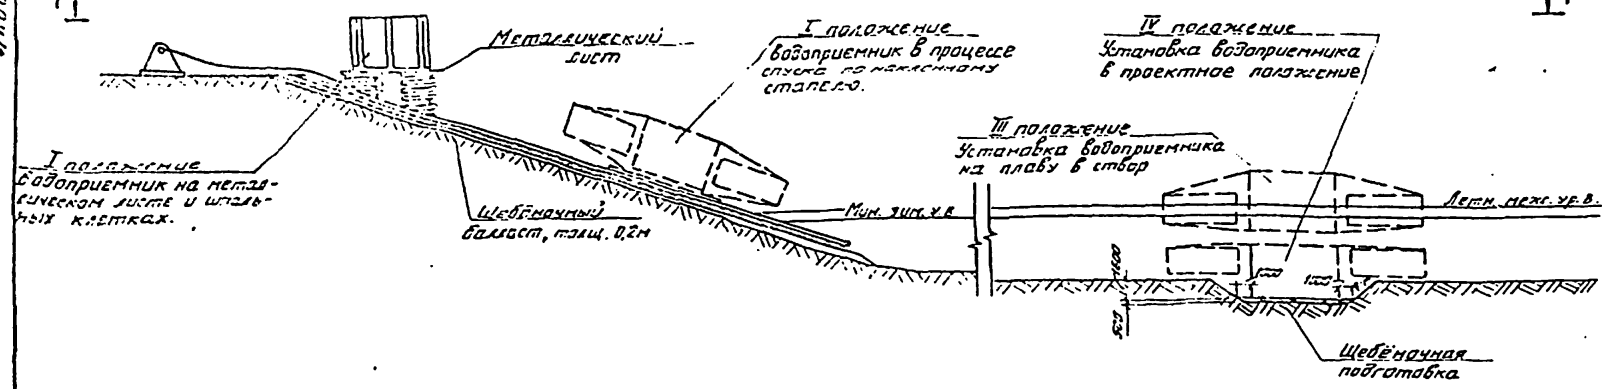 Металлический
лист
I положение
Водоприемник в процессе
спуска по наклонному
стапелю.
IV положение
Установка водоприемника
в проектное положение
III положение
Установка водоприемника
на плаву в створ
I положение
Водоприемник на метал-
лическом листе и шпаль-
ных клетках.
Щебёночный
балласт, толщ. 0,2м
Мин. зим. у.в.
Летн. меж. ур. в.
1600
500
Щебёночная
подготовка